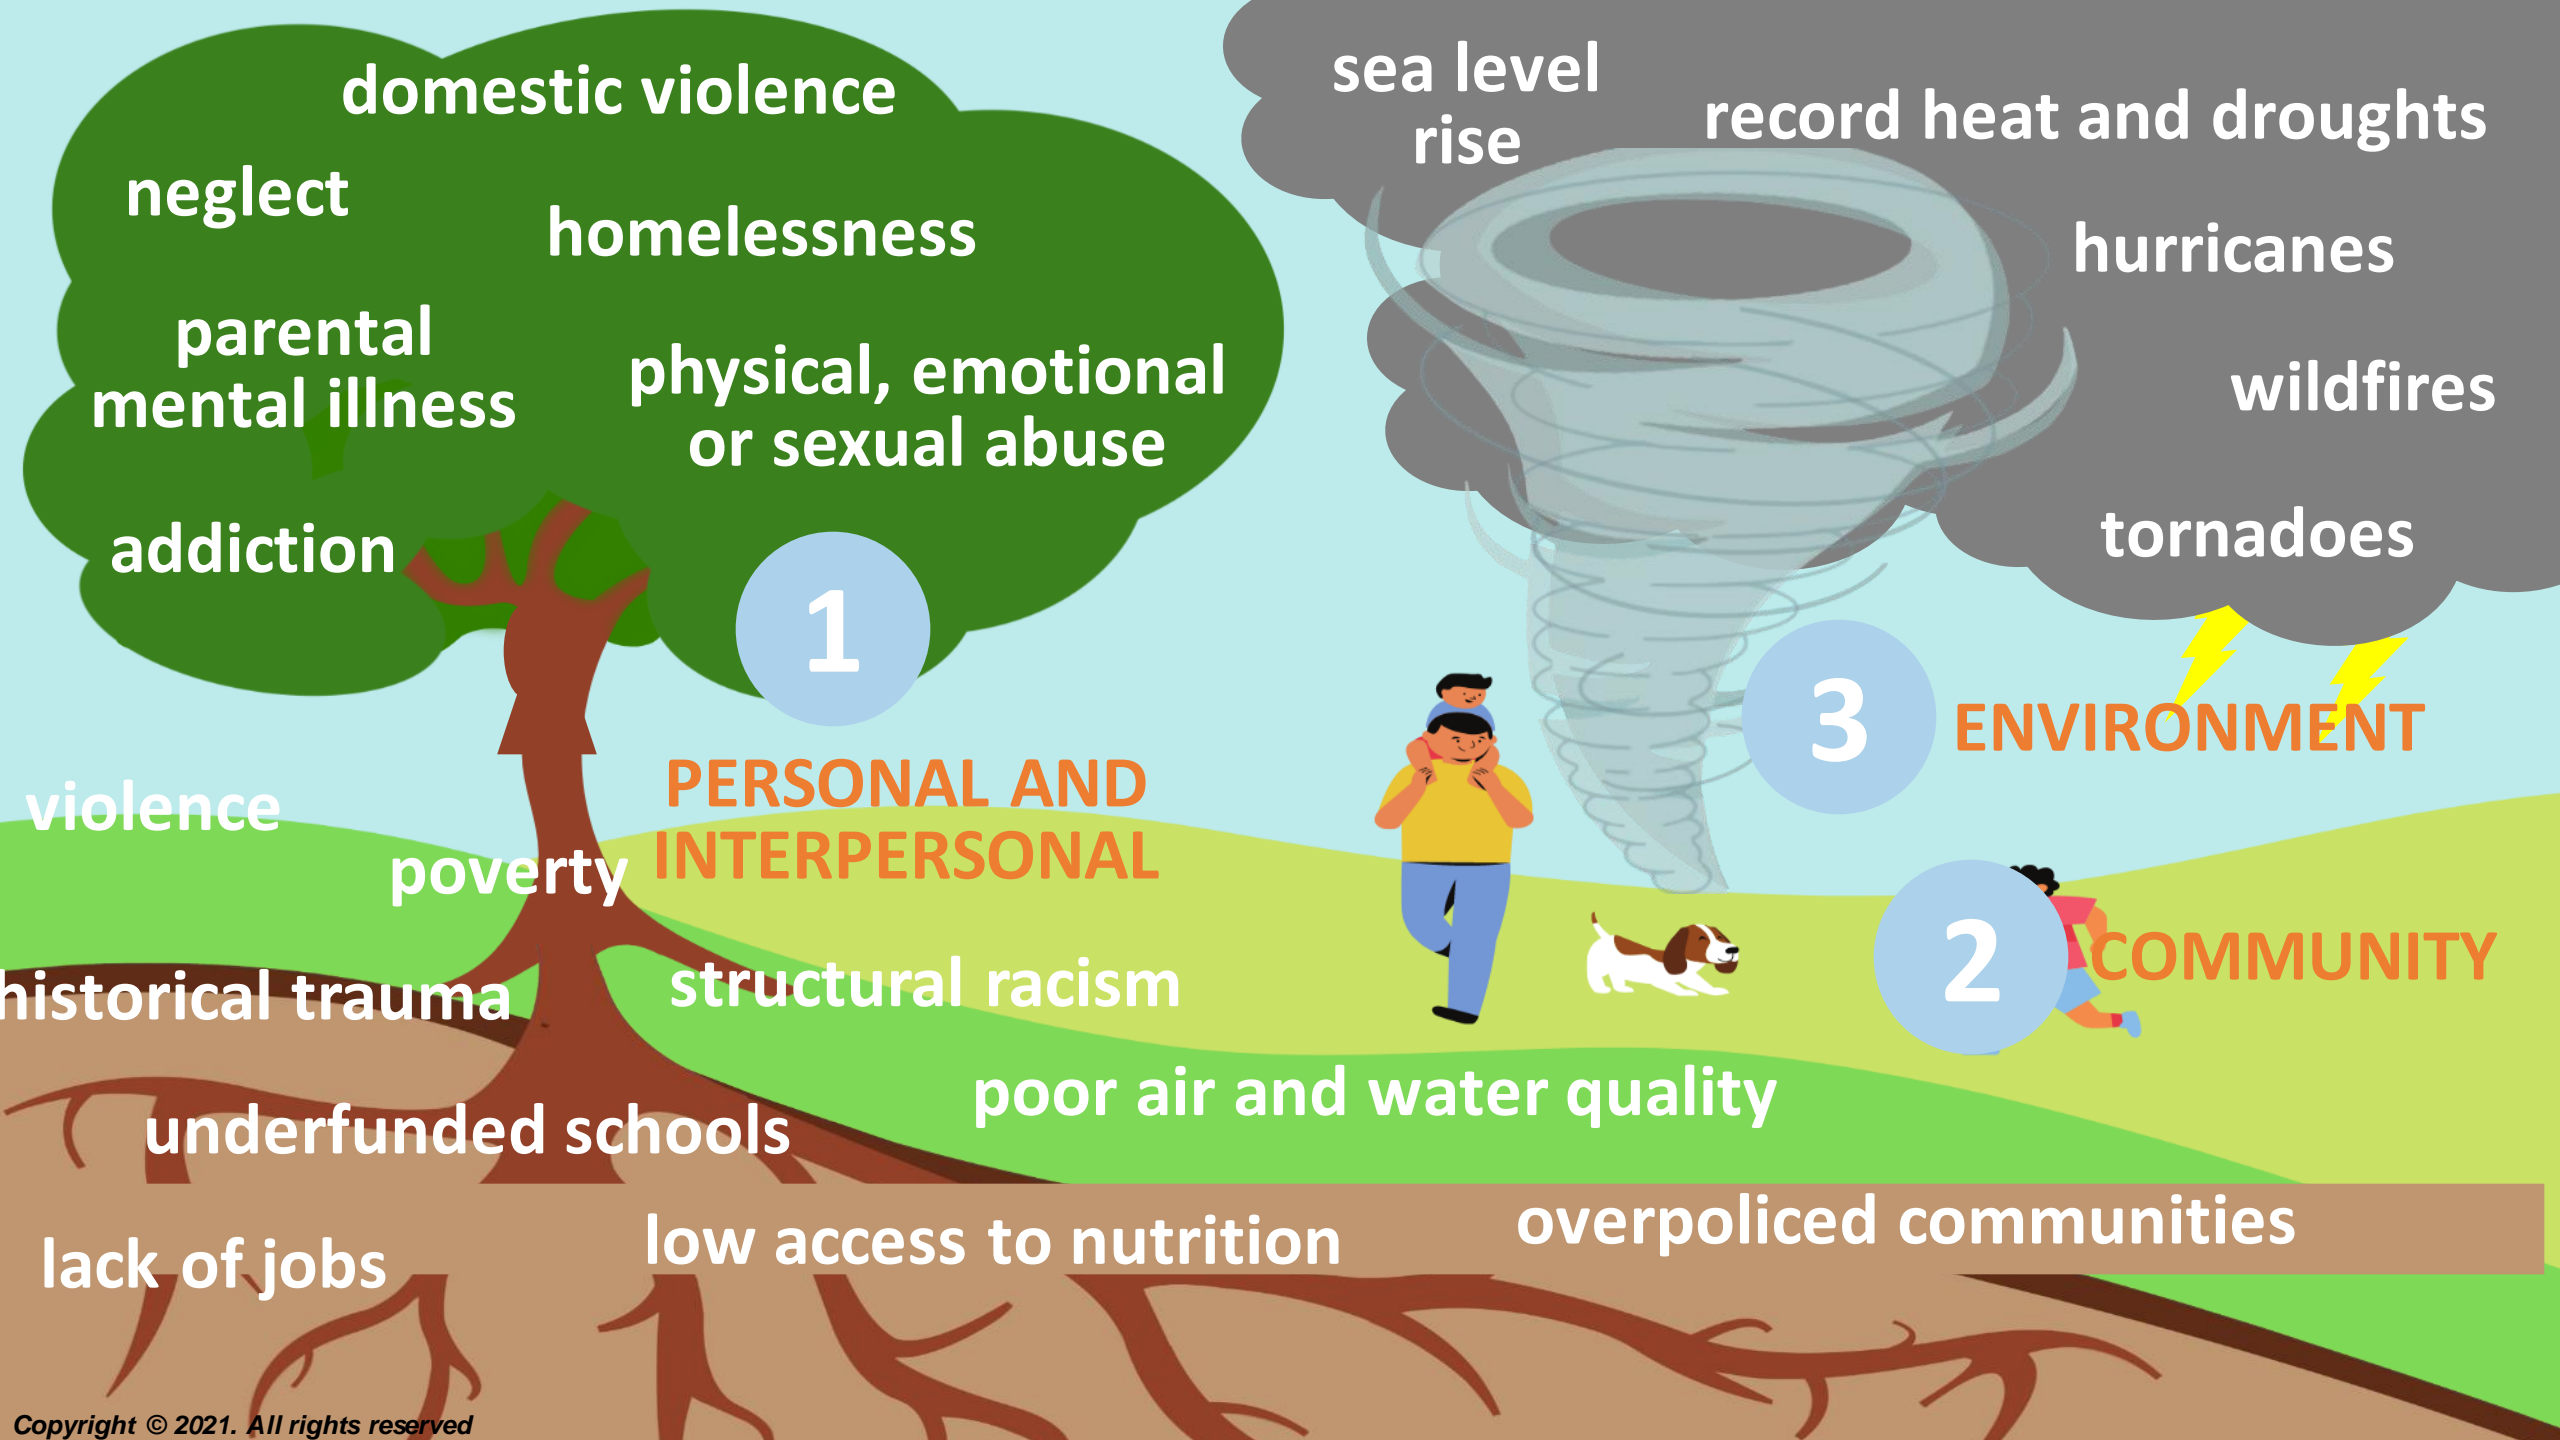 domestic violence
neglect
homelessness
parental
mental illness
physical, emotional
or sexual abuse
addiction
1
PERSONAL AND
INTERPERSONAL
sea level
rise
record heat and droughts
hurricanes
wildfires
tornadoes
3
ENVIRONMENT
2
COMMUNITY
violence
poverty
historical trauma
structural racism
poor air and water quality
underfunded schools
overpoliced communities
low access to nutrition
lack of jobs
Copyright © 2021. All rights reserved